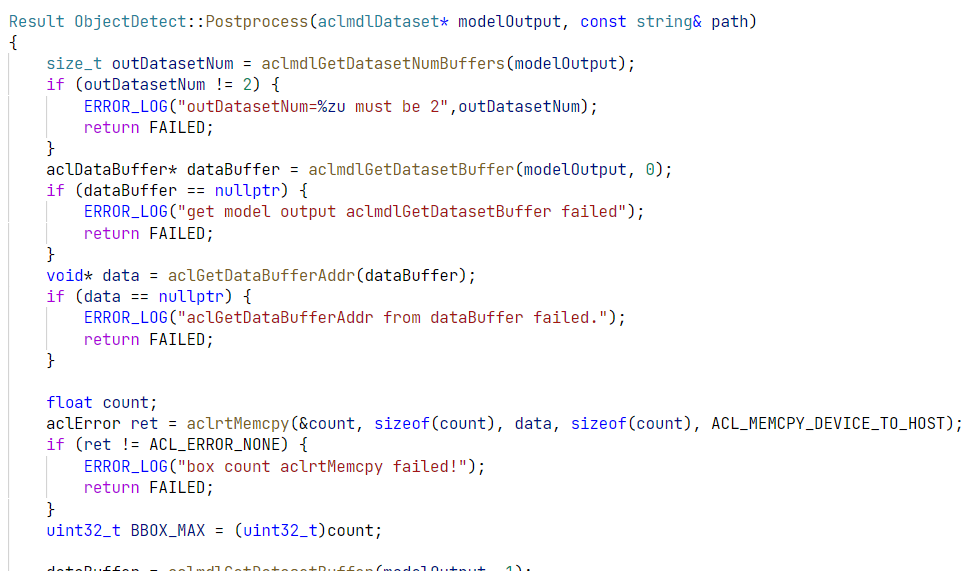 Result ObjectDetect::Postprocess(aclmdlDataset* modelOutput, const string& path)
{
size_t outDatasetNum = aclmdlGetDatasetNumBuffers(modelOutput);
if (outDatasetNum != 2) {
ERROR_LOG("outDatasetNum=%zu must be 2",outDatasetNum);
return FAILED;
}
aclDataBuffer* dataBuffer = aclmdlGetDatasetBuffer(modelOutput, 0);
if (dataBuffer == nullptr) {
ERROR_LOG("get model output aclmdlGetDatasetBuffer failed");
return FAILED;
}
void* data = aclGetDataBufferAddr(dataBuffer);
if (data == nullptr) {
ERROR_LOG("aclGetDataBufferAddr from dataBuffer failed.");
return FAILED;
}
float count;
aclError ret = aclrtMemcpy(&count, sizeof(count), data, sizeof(count), ACL_MEMCPY_DEVICE_TO_HOST);
if (ret != ACL_ERROR_NONE) {
ERROR_LOG("box count aclrtMemcpy failed!");
return FAILED;
}
uint32_t BBOX_MAX = (uint32_t)count;
dataBuffer = aclmdlGetDatasetBuffer(modelOutput, 1);